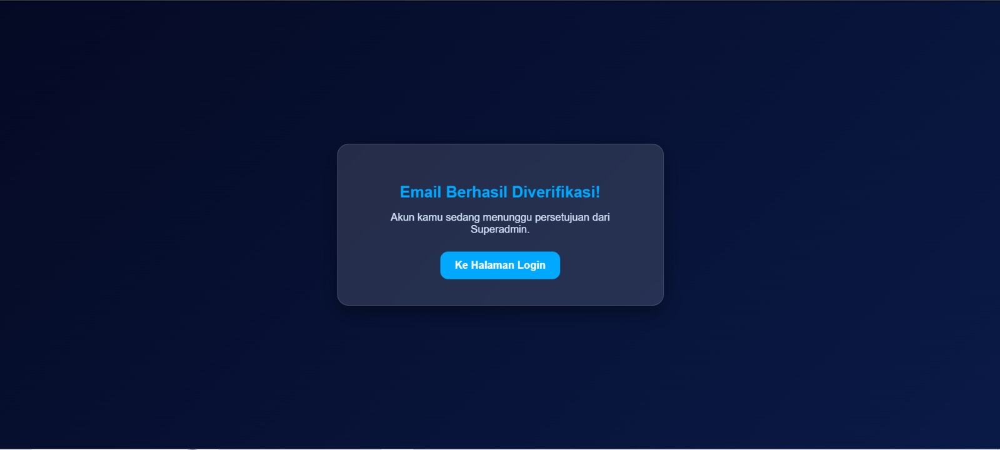 Email Berhasil Diverifikasi!
Akun kamu sedang menunggu persetujuan dari
Superadmin.
Ke Halaman Login